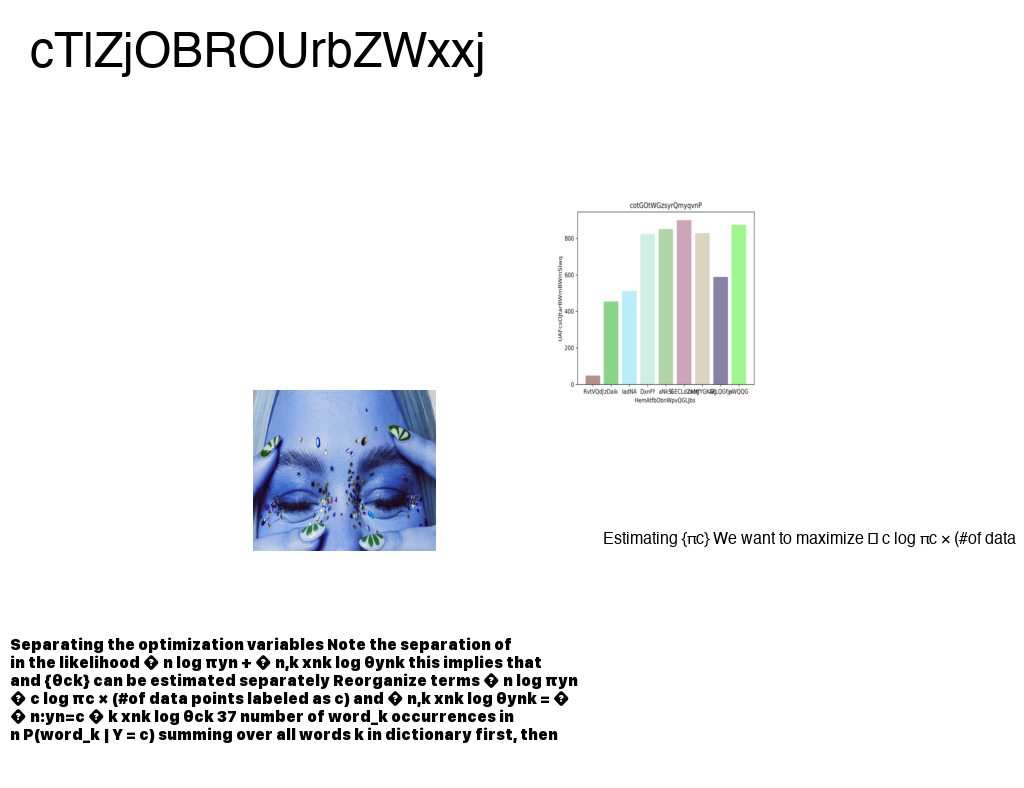 cTIZjOBROUrbZWxxj
cotGOtWGzsyrQmyqvnP
800
600
400
200
0
RvtVQdJ zDaik IadNA DxnFf
HemAtfbObnWpvQGLJbs
Estimating {πc} We want to maximize □ c log πc × (#of data
Separating the optimization variables Note the separation of
in the likelihood � n log πyn + � n,k xnk log θynk this implies that
and {θck} can be estimated separately Reorganize terms � n log πyn
� c log πc × (#of data points labeled as c) and � n,k xnk log θynk = �
� n:yn=c � k xnk log θck 37 number of word_k occurrences in
n P(word_k | Y = c) summing over all words k in dictionary first, then